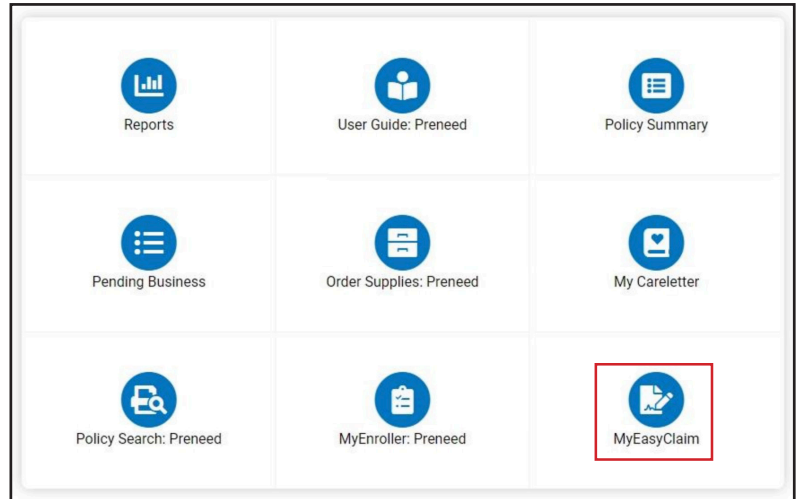 Reports
User Guide: Preneed
Policy Summary
Pending Business
Order Supplies: Preneed
My Careletter
Policy Search: Preneed
MyEnroller: Preneed
MyEasyClaim